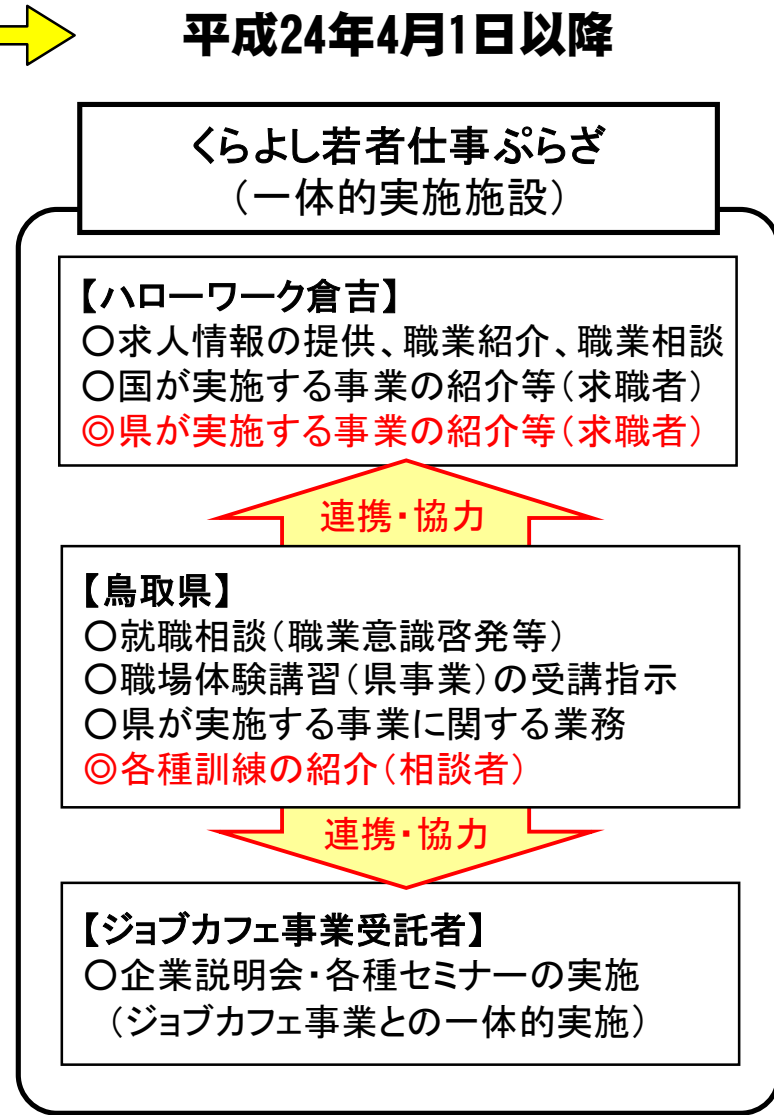 平成24年4月1日以降
くらよし若者仕事ぷらざ
（一体的実施施設）
【ハローワーク倉吉】
〇求人情報の提供、職業紹介、職業相談
〇国が実施する事業の紹介等（求職者）
◎県が実施する事業の紹介等（求職者）
連携・協力
【鳥取県】
〇就職相談（職業意識啓発等）
〇職場体験講習（県事業）の受講指示
〇県が実施する事業に関する業務
◎各種訓練の紹介（相談者）
連携・協力
【ジョブカフェ事業受託者】
〇企業説明会・各種セミナーの実施
（ジョブカフェ事業との一体的実施）